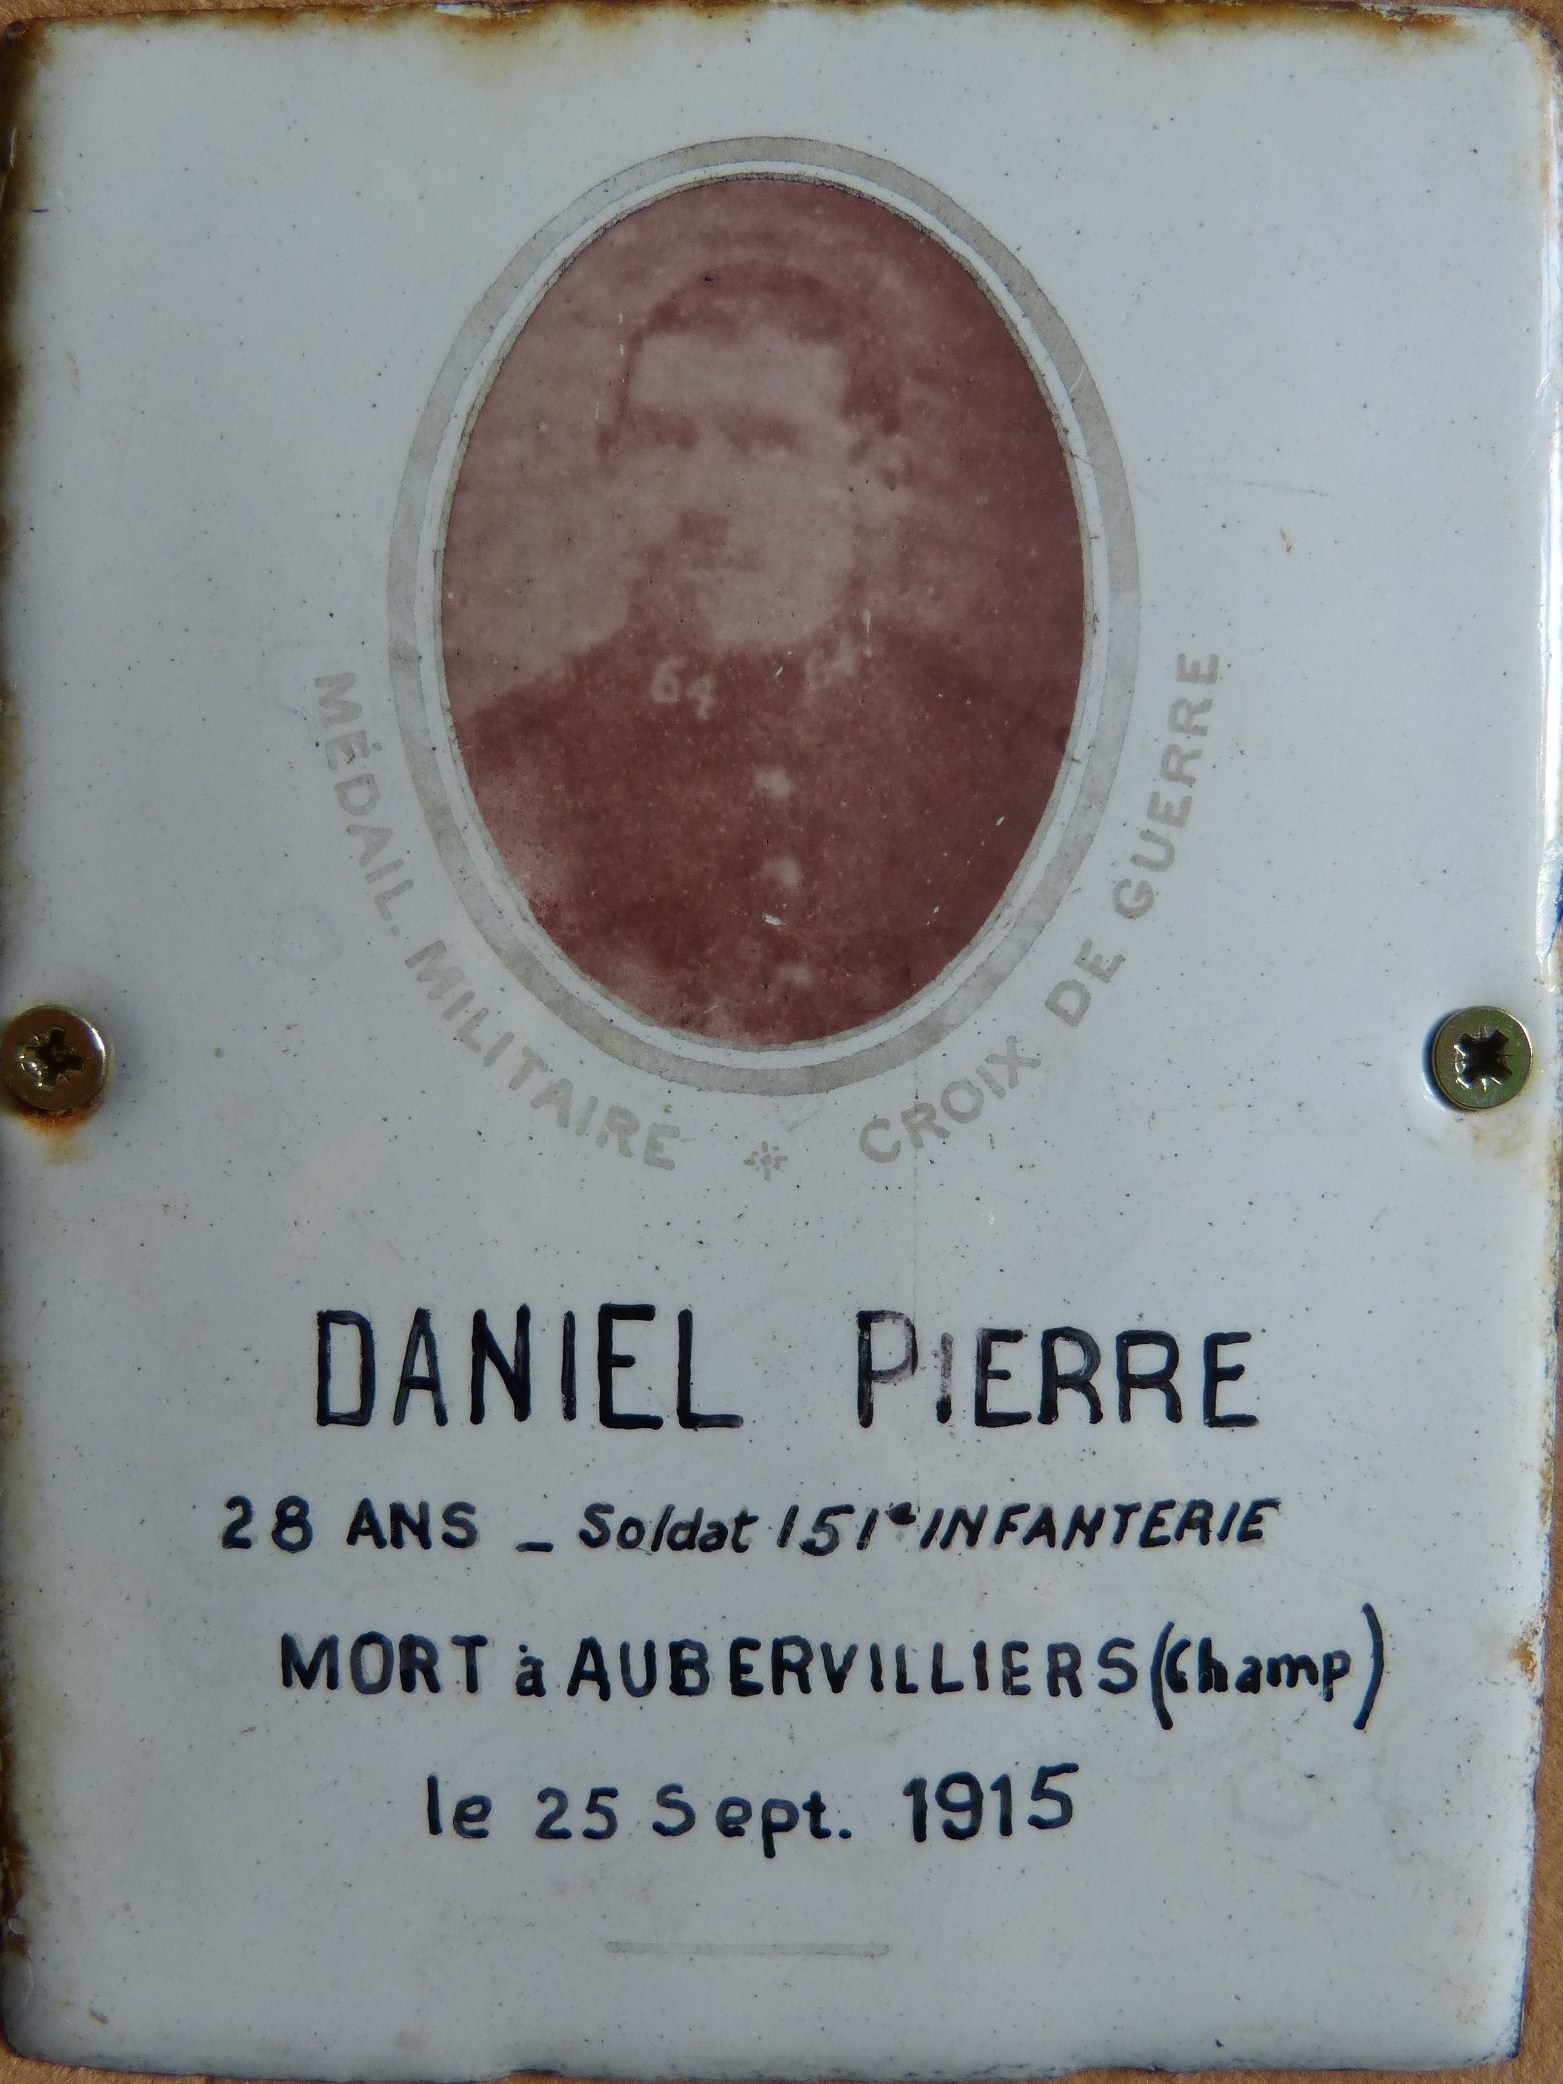 64 64
MÉDAIL. MILITAIRE * CROIX DE GUERRE
DANIEL PIERRE
28 ANS - Soldat 151e INFANTERIE
MORT à AUBERVILLIERS (Champ)
le 25 Sept. 1915